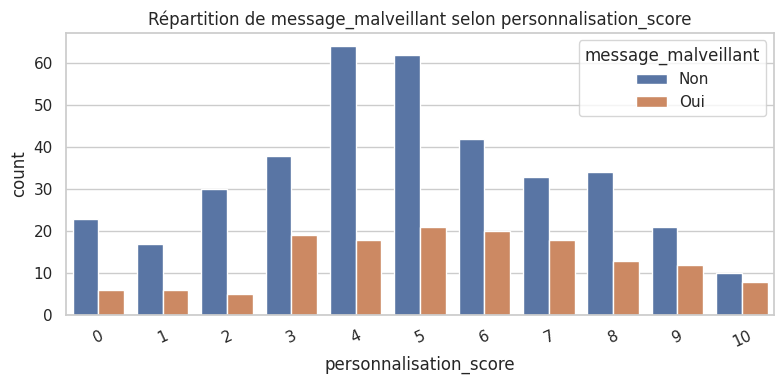 Répartition de message_malveillant selon personnalisation_score
message_malveillant
Non
Oui
count
60
50
40
30
20
10
0
0 1 2 3 4 5 6 7 8 9 10
personnalisation_score